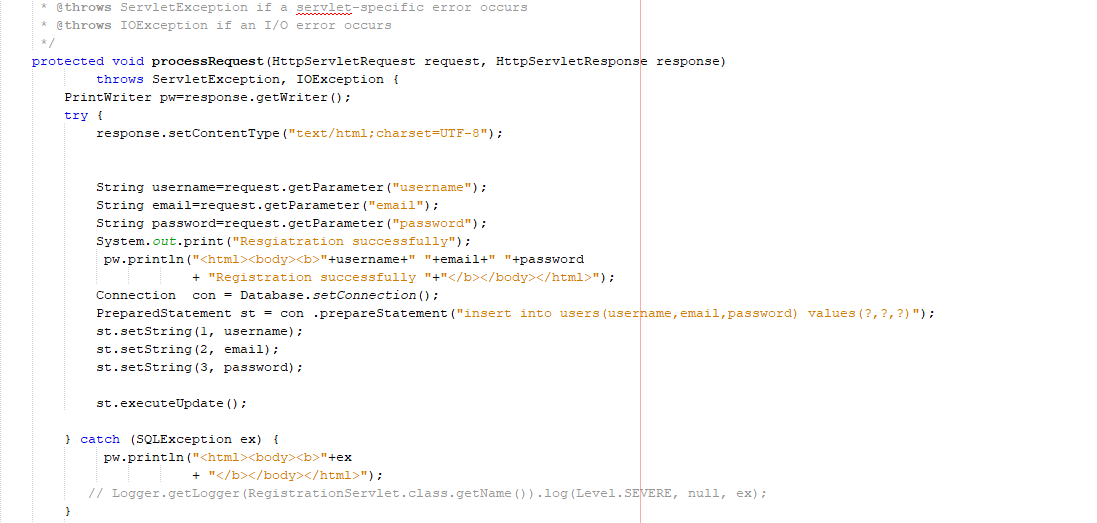 * @throws ServletException if a servlet-specific error occurs
* @throws IOException if an I/O error occurs
*/
protected void processRequest(HttpServletRequest request, HttpServletResponse response)
throws ServletException, IOException {
PrintWriter pw=response.getWriter();
try {
response.setContentType("text/html;charset=UTF-8");
String username=request.getParameter("username");
String email=request.getParameter("email");
String password=request.getParameter("password");
System.out.print("Resgiatration successfully");
pw.println("<html><body><b>"+username+" "+email+" "+password
+ "Registration successfully "+"</b></body></html>");
Connection  con = Database.setConnection();
PreparedStatement st = con .prepareStatement("insert into users(username,email,password) values(?,?,?)");
st.setString(1, username);
st.setString(2, email);
st.setString(3, password);
st.executeUpdate();
} catch (SQLException ex) {
pw.println("<html><body><b>"+ex
+ "</b></body></html>");
// Logger.getLogger(RegistrationServlet.class.getName()).log(Level.SEVERE, null, ex);
}